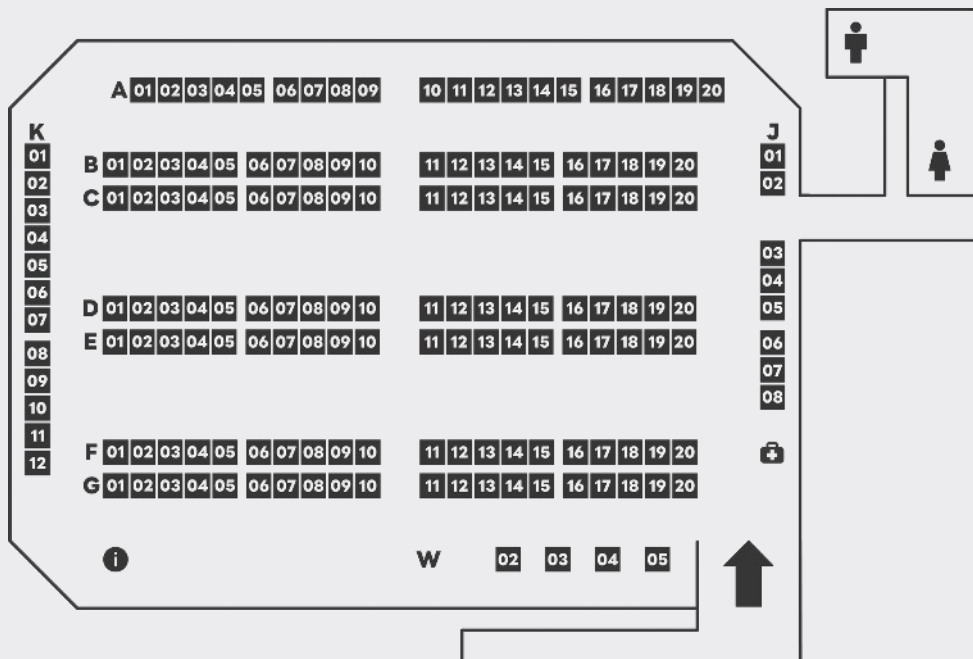 A 01 02 03 04 05 06 07 08 09 10 11 12 13 14 15 16 17 18 19 20
K
01
02
03
04
05
06
07
08
09
10
11
12
B 01 02 03 04 05 06 07 08 09 10 11 12 13 14 15 16 17 18 19 20
C 01 02 03 04 05 06 07 08 09 10 11 12 13 14 15 16 17 18 19 20
D 01 02 03 04 05 06 07 08 09 10 11 12 13 14 15 16 17 18 19 20
E 01 02 03 04 05 06 07 08 09 10 11 12 13 14 15 16 17 18 19 20
F 01 02 03 04 05 06 07 08 09 10 11 12 13 14 15 16 17 18 19 20
G 01 02 03 04 05 06 07 08 09 10 11 12 13 14 15 16 17 18 19 20
J
01
02
03
04
05
06
07
08
i
W 02 03 04 05